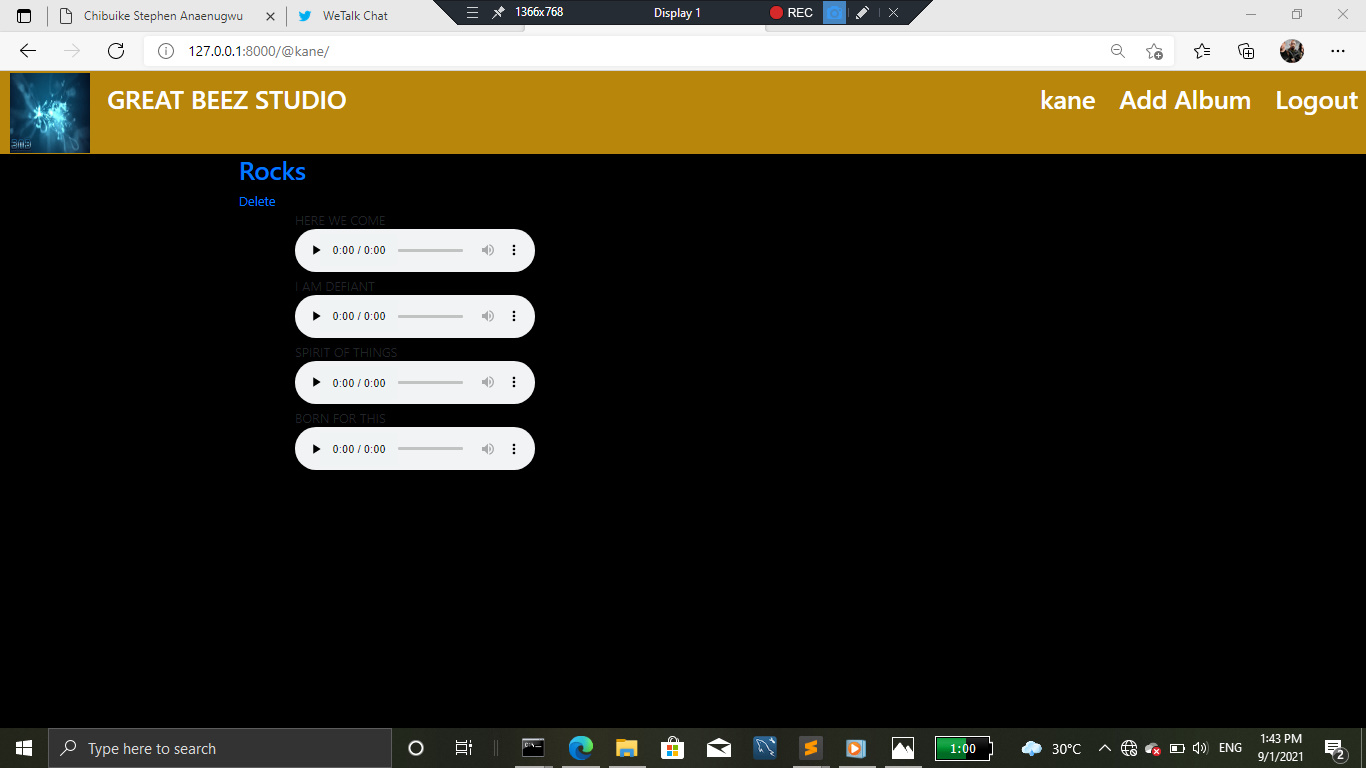 Chibuike Stephen Anaenugwu
WeTalk Chat
1366x768
Display 1
REC
127.0.0.1:8000/@kane/
GREAT BEEZ STUDIO
kane
Add Album
Logout
Rocks
Delete
HERE WE COME
0:00 / 0:00
I AM DEFIANT
0:00 / 0:00
SPIRIT OF THINGS
0:00 / 0:00
BORN FOR THIS
0:00 / 0:00
Type here to search
1:00
30°C
ENG
1:43 PM
9/1/2021
2